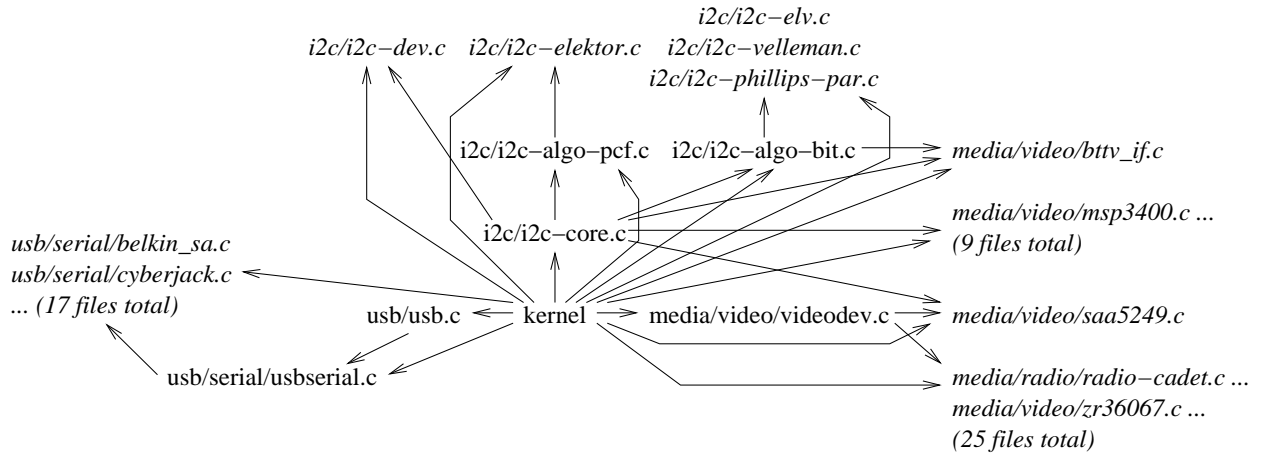 i2c/i2c−elv.c
i2c/i2c−dev.c
i2c/i2c−elektor.c
i2c/i2c−velleman.c
i2c/i2c−phillips−par.c
i2c/i2c−algo−pcf.c
i2c/i2c−algo−bit.c
media/video/bttv_if.c
media/video/msp3400.c ...
(9 files total)
i2c/i2c−core.c
usb/serial/belkin_sa.c
usb/serial/cyberjack.c
... (17 files total)
usb/usb.c
kernel
media/video/videodev.c
media/video/saa5249.c
usb/serial/usbserial.c
media/radio/radio−cadet.c ...
media/video/zr36067.c ...
(25 files total)